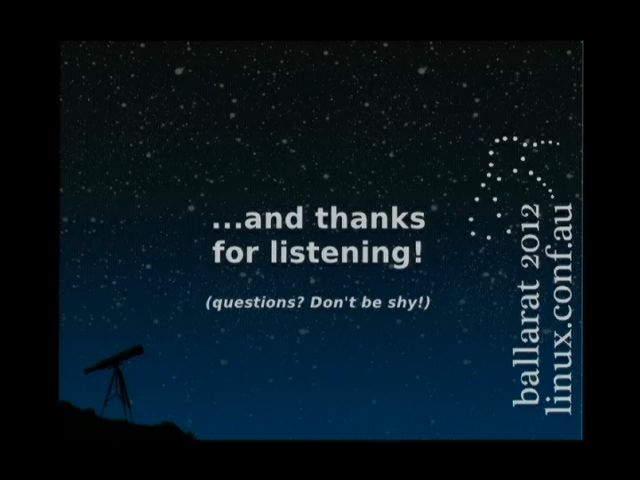 ...and thanks
for listening!
(questions? Don't be shy!)
ballarat 2012
linux.conf.au